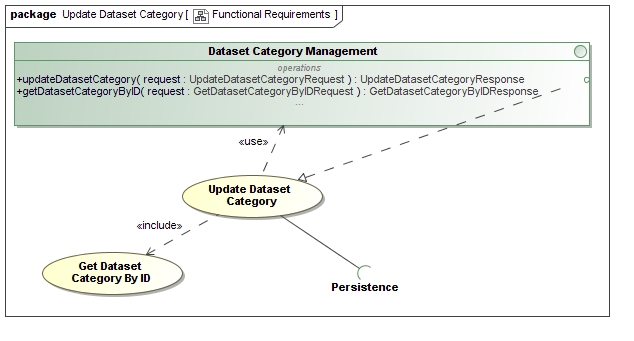 package Update Dataset Category [ Functional Requirements ]
Dataset Category Management
operations
+updateDatasetCategory( request : UpdateDatasetCategoryRequest ) : UpdateDatasetCategoryResponse
+getDatasetCategoryByID( request : GetDatasetCategoryByIDRequest ) : GetDatasetCategoryByIDResponse
...
«use»
Update Dataset
Category
«include»
Get Dataset
Category By ID
Persistence